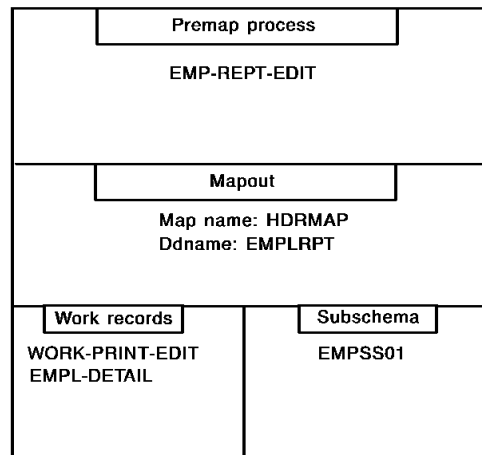 Premap process
EMP-REPT-EDIT
Mapout
Map name: HDRMAP
Ddname: EMPLRPT
Work records
WORK-PRINT-EDIT
EMPL-DETAIL
Subschema
EMPSS01